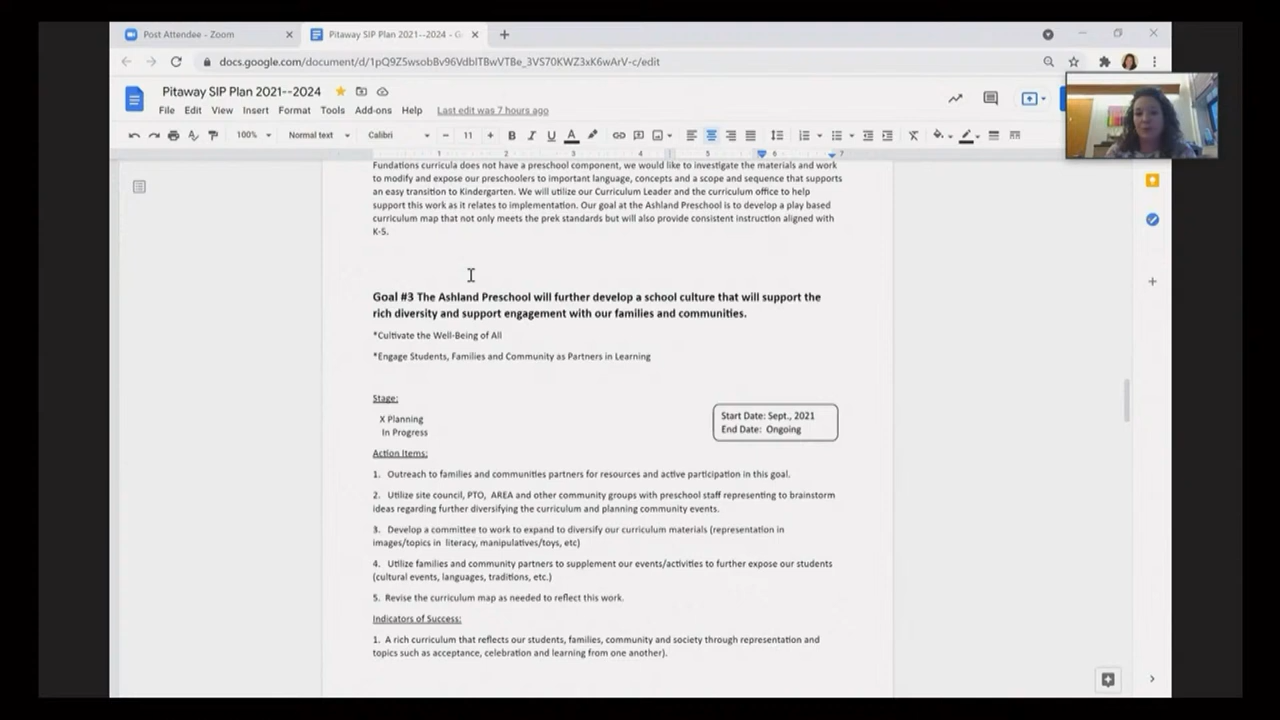 Post Attendee - Zoom
Pitaway SIP Plan 2021--2024 - G
docs.google.com/document/d/1pQ9Z5wsobBv96VdblTBwVTBe_3VS70KWZ3xK6wArV-c/edit
Pitaway SIP Plan 2021--2024
File Edit View Insert Format Tools Add-ons Help Last edit was 7 hours ago
100% Normal text Calibri 11
1 2 3 4 5 6 7
Fundations curricula does not have a preschool component, we would like to investigate the materials and work
to modify and expose our preschoolers to important language, concepts and a scope and sequence that supports
an easy transition to Kindergarten. We will utilize our Curriculum Leader and the curriculum office to help
support this work as it relates to implementation. Our goal at the Ashland Preschool is to develop a play based
curriculum map that not only meets the prek standards but will also provide consistent instruction aligned with
K-5.
Goal #3 The Ashland Preschool will further develop a school culture that will support the
rich diversity and support engagement with our families and communities.
*Cultivate the Well-Being of All
*Engage Students, Families and Community as Partners in Learning
Stage:
X Planning
In Progress
Start Date: Sept., 2021
End Date: Ongoing
Action Items:
1. Outreach to families and communities partners for resources and active participation in this goal.
2. Utilize site council, PTO, AREA and other community groups with preschool staff representing to brainstorm
ideas regarding further diversifying the curriculum and planning community events.
3. Develop a committee to work to expand to diversify our curriculum materials (representation in
images/topics in literacy, manipulatives/toys, etc)
4. Utilize families and community partners to supplement our events/activities to further expose our students
(cultural events, languages, traditions, etc.)
5. Revise the curriculum map as needed to reflect this work.
Indicators of Success:
1. A rich curriculum that reflects our students, families, community and society through representation and
topics such as acceptance, celebration and learning from one another).